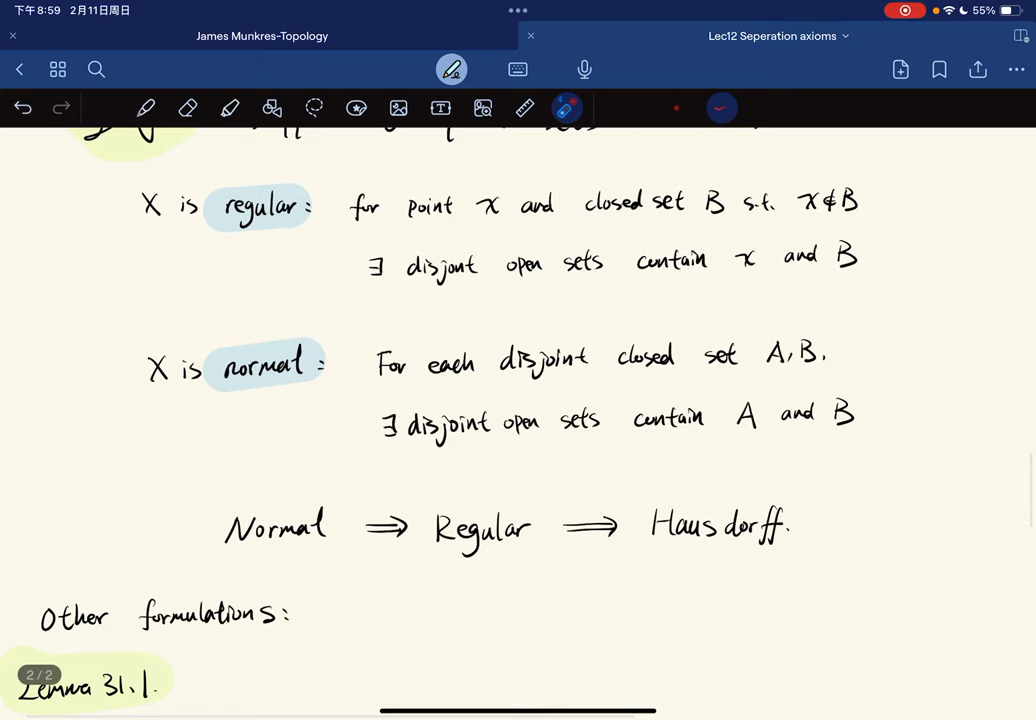 下午8:59 2月11日周日
55%
James Munkres-Topology
Lec12 Seperation axioms
X is regular: for point x and closed set B s.t. x∉B
∃ disjont open sets contain x and B
X is normal: For each disjoint closed set A, B.
∃ disjoint open sets contain A and B
Normal ⟹ Regular ⟹ Hausdorff.
Other formulations:
2/2
Lemma 31.1.